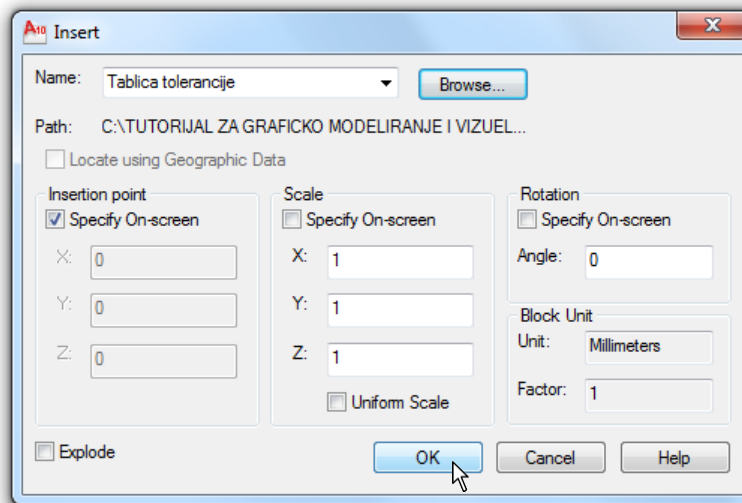 A10 Insert
Name: Tablica tolerancije Browse...
Path: C:\TUTORIJAL ZA GRAFICKO MODELIRANJE I VIZUEL...
Locate using Geographic Data
Insertion point
Specify On-screen
X: 0
Y: 0
Z: 0
Scale
Specify On-screen
X: 1
Y: 1
Z: 1
Uniform Scale
Rotation
Specify On-screen
Angle: 0
Block Unit
Unit: Millimeters
Factor: 1
Explode
OK Cancel Help